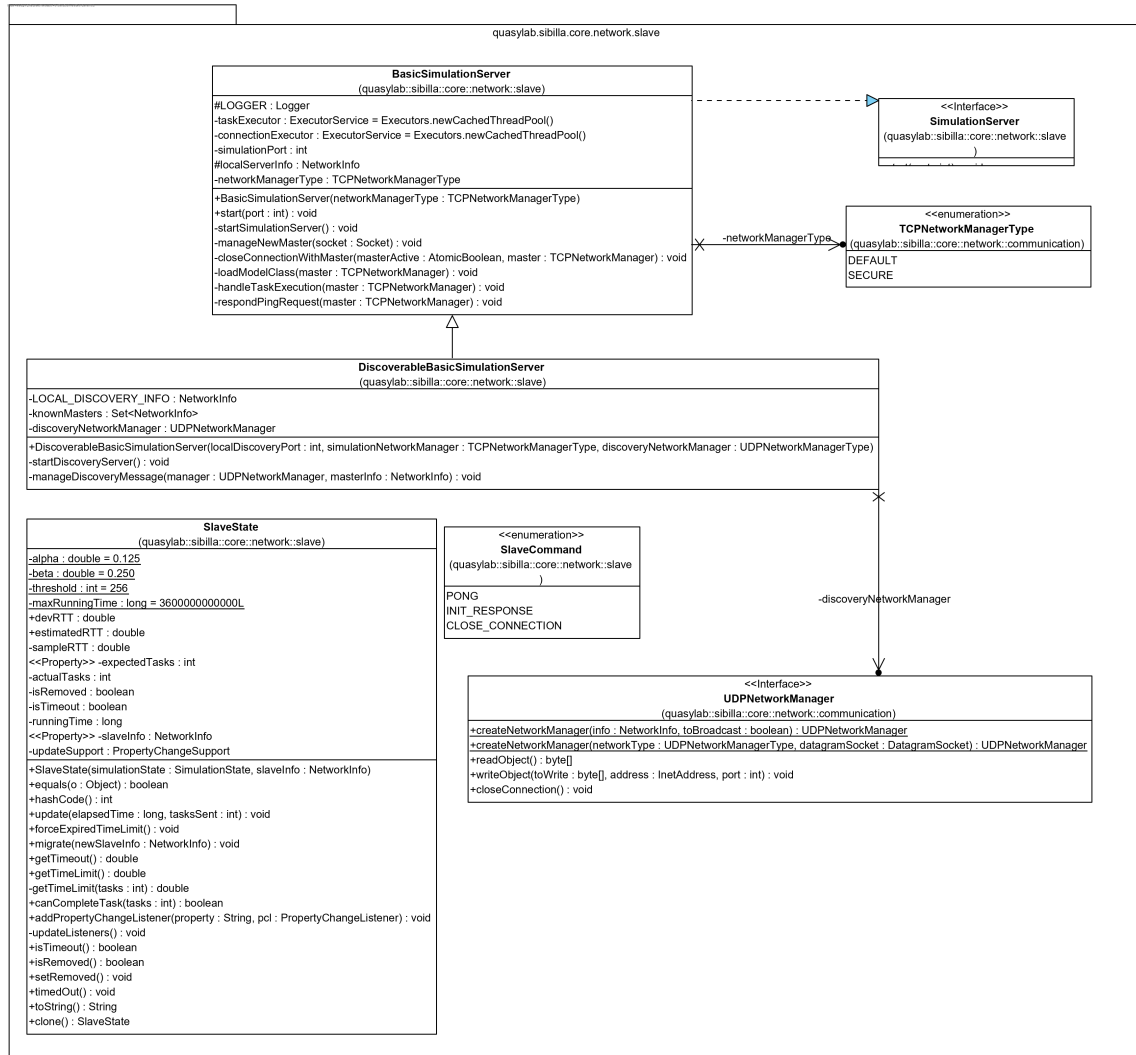 quasylab.sibilla.core.network.slave
BasicSimulationServer
(quasylab::sibilla::core::network::slave)
#LOGGER : Logger
-taskExecutor : ExecutorService = Executors.newCachedThreadPool()
-connectionExecutor : ExecutorService = Executors.newCachedThreadPool()
-simulationPort : int
#localServerInfo : NetworkInfo
-networkManagerType : TCPNetworkManagerType
+BasicSimulationServer(networkManagerType : TCPNetworkManagerType)
+start(port : int) : void
-startSimulationServer() : void
-manageNewMaster(socket : Socket) : void
-closeConnectionWithMaster(masterActive : AtomicBoolean, master : TCPNetworkManager) : void
-loadModelClass(master : TCPNetworkManager) : void
-handleTaskExecution(master : TCPNetworkManager) : void
-respondPingRequest(master : TCPNetworkManager) : void
<<Interface>>
SimulationServer
(quasylab::sibilla::core::network::slave
)
-networkManagerType
<<enumeration>>
TCPNetworkManagerType
(quasylab::sibilla::core::network::communication)
DEFAULT
SECURE
DiscoverableBasicSimulationServer
(quasylab::sibilla::core::network::slave)
-LOCAL_DISCOVERY_INFO : NetworkInfo
-knownMasters : Set<NetworkInfo>
-discoveryNetworkManager : UDPNetworkManager
+DiscoverableBasicSimulationServer(localDiscoveryPort : int, simulationNetworkManager : TCPNetworkManagerType, discoveryNetworkManager : UDPNetworkManagerType)
-startDiscoveryServer() : void
-manageDiscoveryMessage(manager : UDPNetworkManager, masterInfo : NetworkInfo) : void
SlaveState
(quasylab::sibilla::core::network::slave)
-alpha : double = 0.125
-beta : double = 0.250
-threshold : int = 256
-maxRunningTime : long = 3600000000000L
+devRTT : double
+estimatedRTT : double
-sampleRTT : double
<<Property>> -expectedTasks : int
-actualTasks : int
-isRemoved : boolean
-isTimeout : boolean
-runningTime : long
<<Property>> -slaveInfo : NetworkInfo
-updateSupport : PropertyChangeSupport
+SlaveState(simulationState : SimulationState, slaveInfo : NetworkInfo)
+equals(o : Object) : boolean
+hashCode() : int
+update(elapsedTime : long, tasksSent : int) : void
+forceExpiredTimeLimit() : void
+migrate(newSlaveInfo : NetworkInfo) : void
+getTimeout() : double
+getTimeLimit() : double
-getTimeLimit(tasks : int) : double
+canCompleteTask(tasks : int) : boolean
+addPropertyChangeListener(property : String, pcl : PropertyChangeListener) : void
-updateListeners() : void
+isTimeout() : boolean
+isRemoved() : boolean
+setRemoved() : void
+timedOut() : void
+toString() : String
+clone() : SlaveState
<<enumeration>>
SlaveCommand
(quasylab::sibilla::core::network::slave
)
PONG
INIT_RESPONSE
CLOSE_CONNECTION
-discoveryNetworkManager
<<Interface>>
UDPNetworkManager
(quasylab::sibilla::core::network::communication)
+createNetworkManager(info : NetworkInfo, toBroadcast : boolean) : UDPNetworkManager
+createNetworkManager(networkType : UDPNetworkManagerType, datagramSocket : DatagramSocket) : UDPNetworkManager
+readObject() : byte[]
+writeObject(toWrite : byte[], address : InetAddress, port : int) : void
+closeConnection() : void